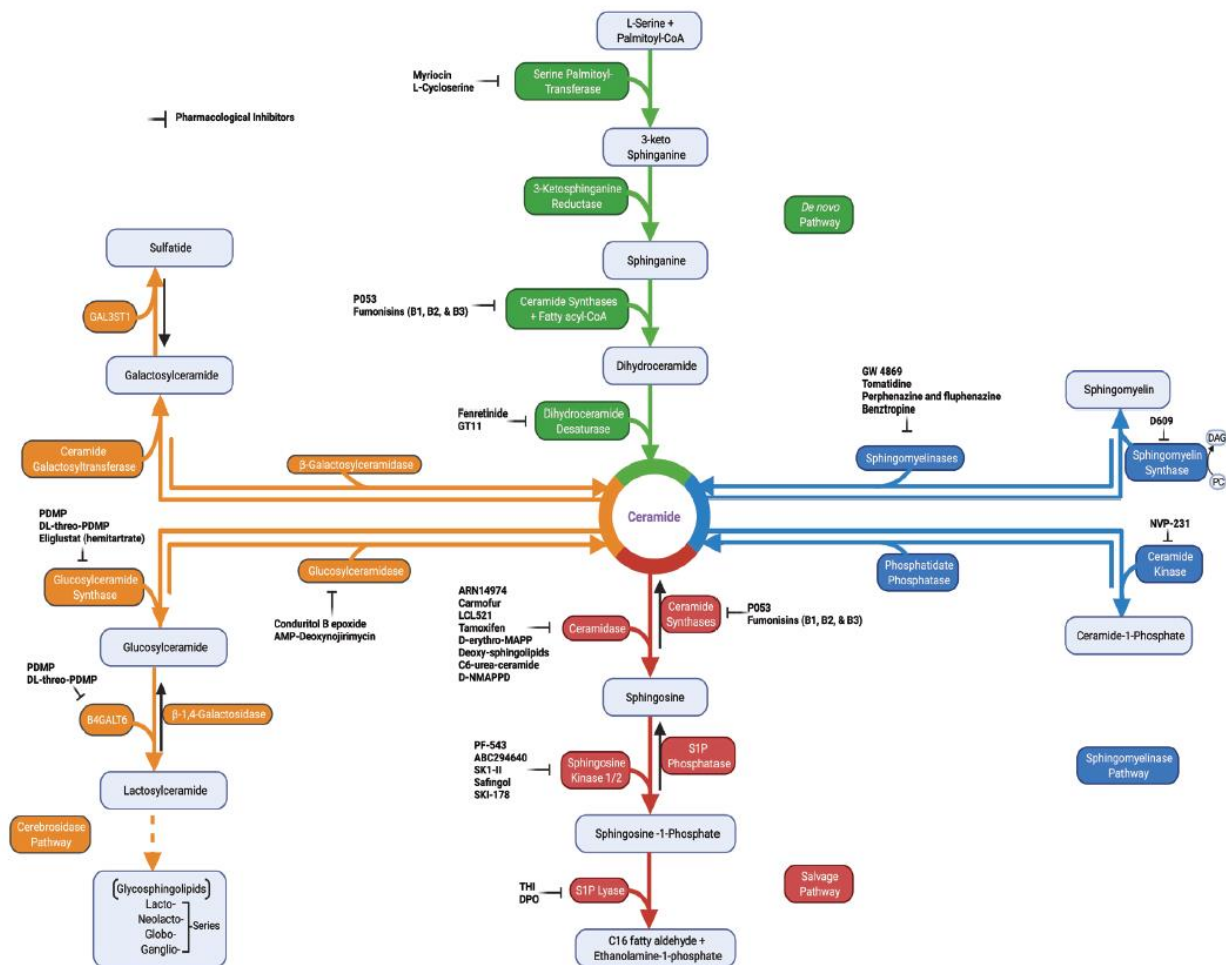 L-Serine +
Palmitoyl-CoA
Myriocin
L-Cycloserine
Serine Palmitoyl-
Transferase
Pharmacological Inhibitors
3-keto
Sphinganine
3-Ketosphinganine
Reductase
De novo
Pathway
Sulfatide
Sphinganine
GAL3ST1
P053
Fumonisins (B1, B2, & B3)
Ceramide Synthases
+ Fatty acyl-CoA
Galactosylceramide
Dihydroceramide
GW 4869
Tomatidine
Perphenazine and fluphenazine
Benztropine
Sphingomyelin
Fenretinide
GT11
Dihydroceramide
Desaturase
D609
Ceramide
Galactosyltransferase
β-Galactosylceramidase
Sphingomyelinases
Sphingomyelin
Synthase
DAG
PC
Ceramide
PDMP
DL-threo-PDMP
Eliglustat (hemitartrate)
NVP-231
Glucosylceramide
Synthase
Glucosylceramidase
Phosphatidate
Phosphatase
Ceramide
Kinase
Conduritol B epoxide
AMP-Deoxynojirimycin
ARN14974
Carmofur
LCL521
Tamoxifen
D-erythro-MAPP
Deoxy-sphingolipids
C6-urea-ceramide
D-NMAPPD
Ceramidase
Ceramide
Synthases
P053
Fumonisins (B1, B2, & B3)
Glucosylceramide
Ceramide-1-Phosphate
PDMP
DL-threo-PDMP
Sphingosine
B4GALT6
β-1,4-Galactosidase
PF-543
ABC294640
SK1-II
Safingol
SKI-178
Sphingosine
Kinase 1/2
S1P
Phosphatase
Sphingomyelinase
Pathway
Lactosylceramide
Cerebrosidase
Pathway
Sphingosine -1-Phosphate
(Glycosphingolipids)
Lacto-
Neolacto-
Globo-
Ganglio-
Series
THI
DPO
S1P Lyase
Salvage
Pathway
C16 fatty aldehyde +
Ethanolamine-1-phosphate